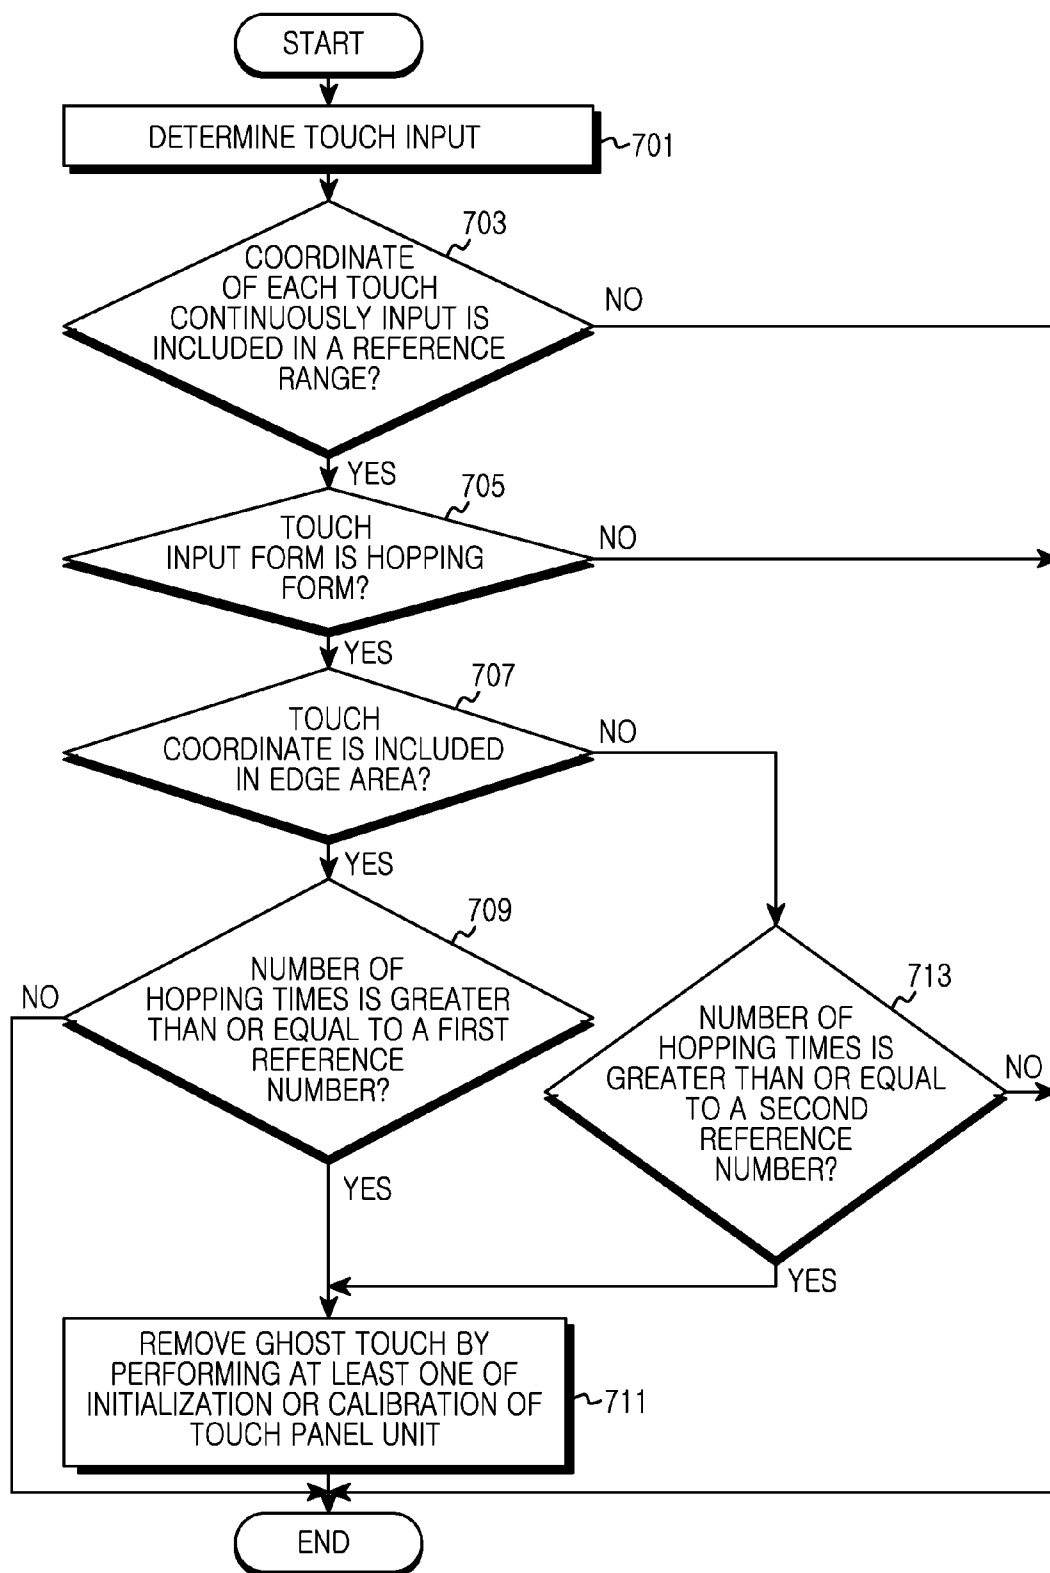 START
DETERMINE TOUCH INPUT
701
703
COORDINATE
OF EACH TOUCH
CONTINUOUSLY INPUT IS
INCLUDED IN A REFERENCE
RANGE?
NO
YES
705
TOUCH
INPUT FORM IS HOPPING
FORM?
NO
YES
707
TOUCH
COORDINATE IS INCLUDED
IN EDGE AREA?
NO
YES
709
NUMBER OF
HOPPING TIMES IS GREATER
THAN OR EQUAL TO A FIRST
REFERENCE
NUMBER?
NO
YES
713
NUMBER OF
HOPPING TIMES IS
GREATER THAN OR EQUAL
TO A SECOND
REFERENCE
NUMBER?
NO
YES
REMOVE GHOST TOUCH BY
PERFORMING AT LEAST ONE OF
INITIALIZATION OR CALIBRATION OF
TOUCH PANEL UNIT
711
END